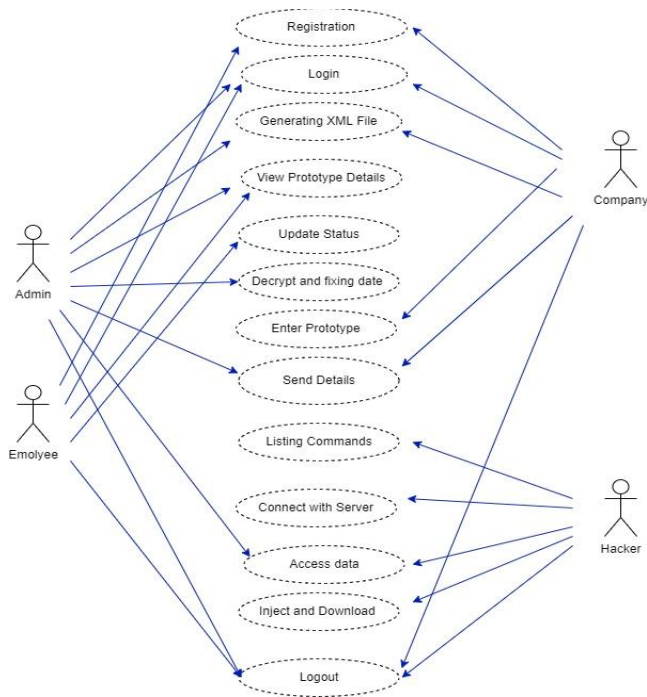 Registration
Login
Generating XML File
View Prototype Details
Update Status
Decrypt and fixing date
Enter Prototype
Send Details
Listing Commands
Connect with Server
Access data
Inject and Download
Logout
Admin
Emolyee
Company
Hacker